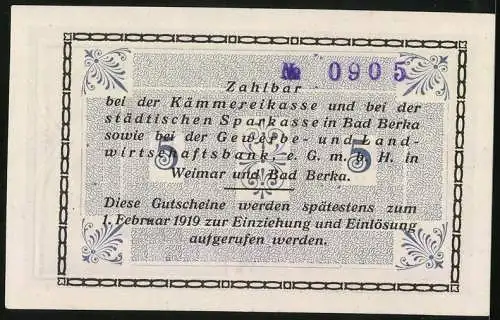 № 0905
Zahlbar
bei der Kämmereikasse und bei der
städtischen Sparkasse in Bad Berka
sowie bei der Gewerbe- und Land-
wirtschaftsbank, e. G. m. b. H. in
5 5
Weimar und Bad Berka.
Diese Gutscheine werden spätestens zum
1. Februar 1919 zur Einziehung und Einlösung
aufgerufen werden.